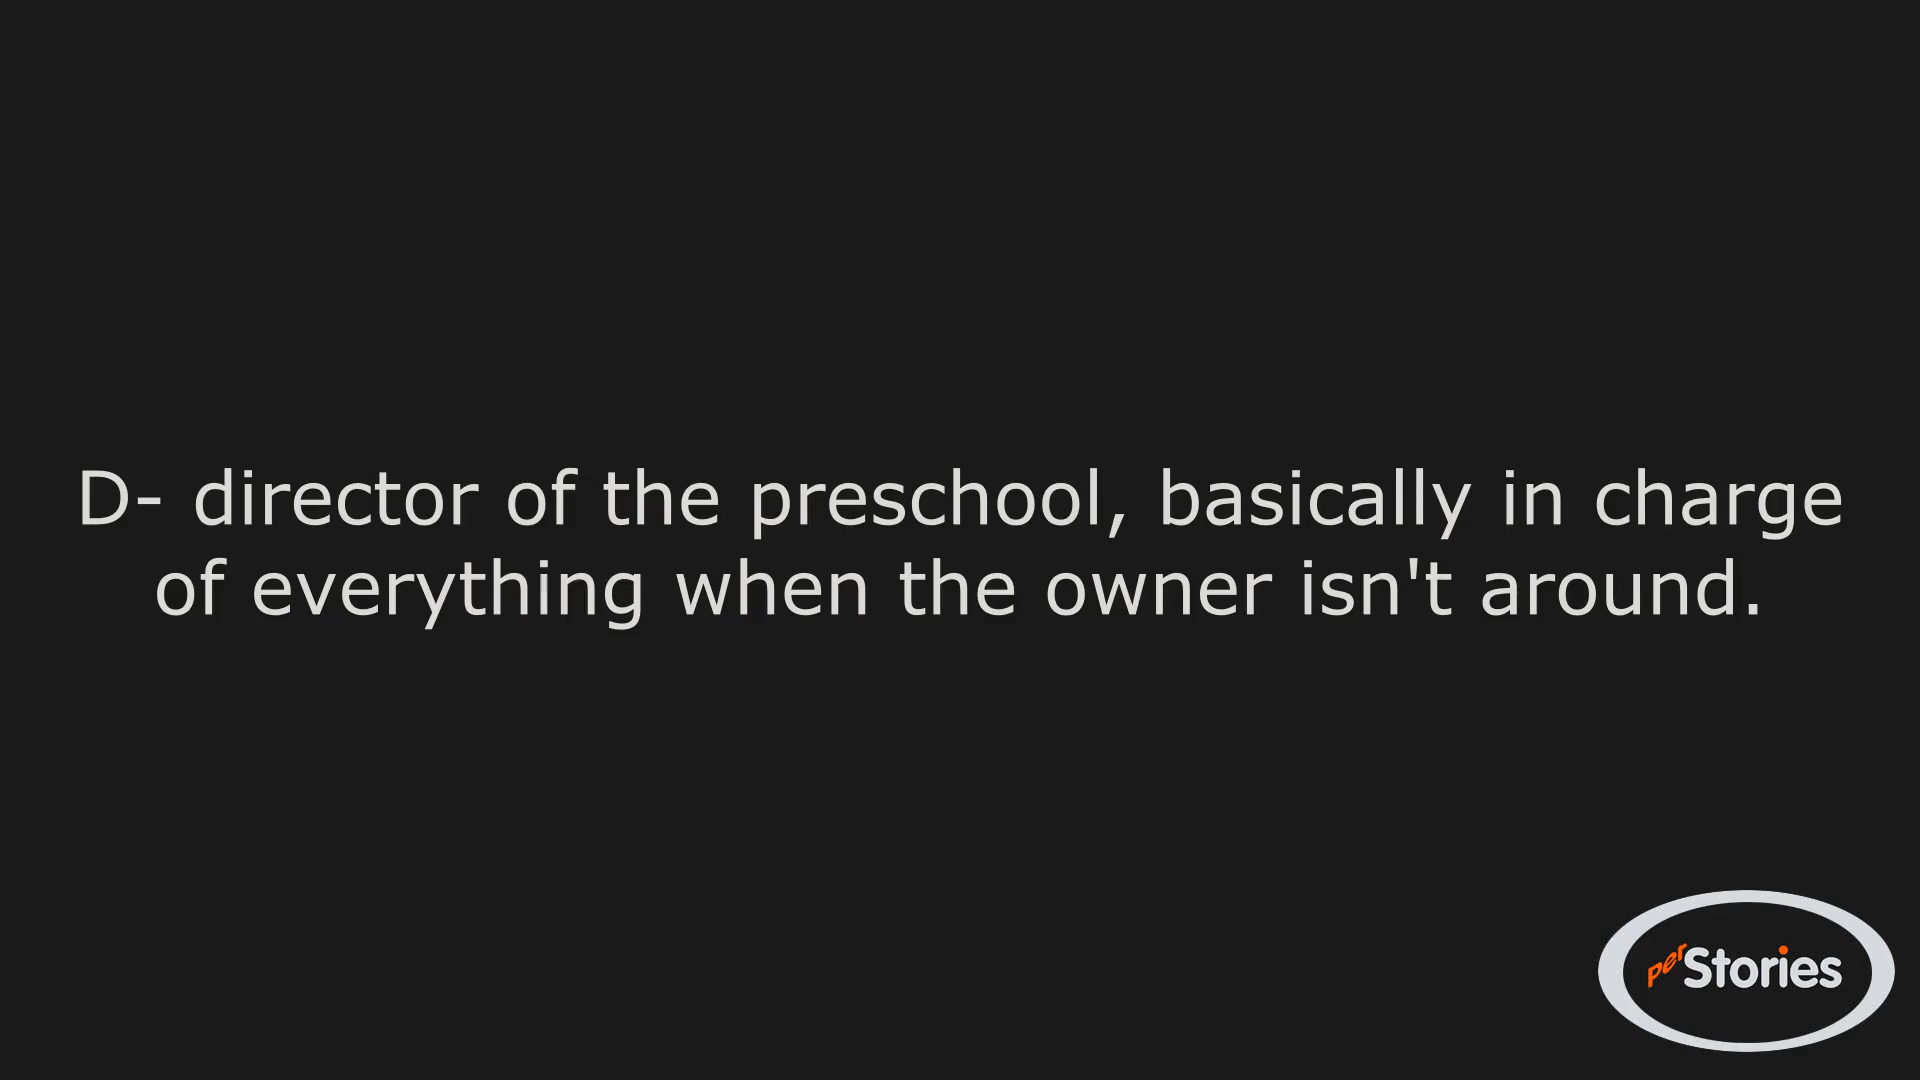 D- director of the preschool, basically in charge
of everything when the owner isn't around.
perStories